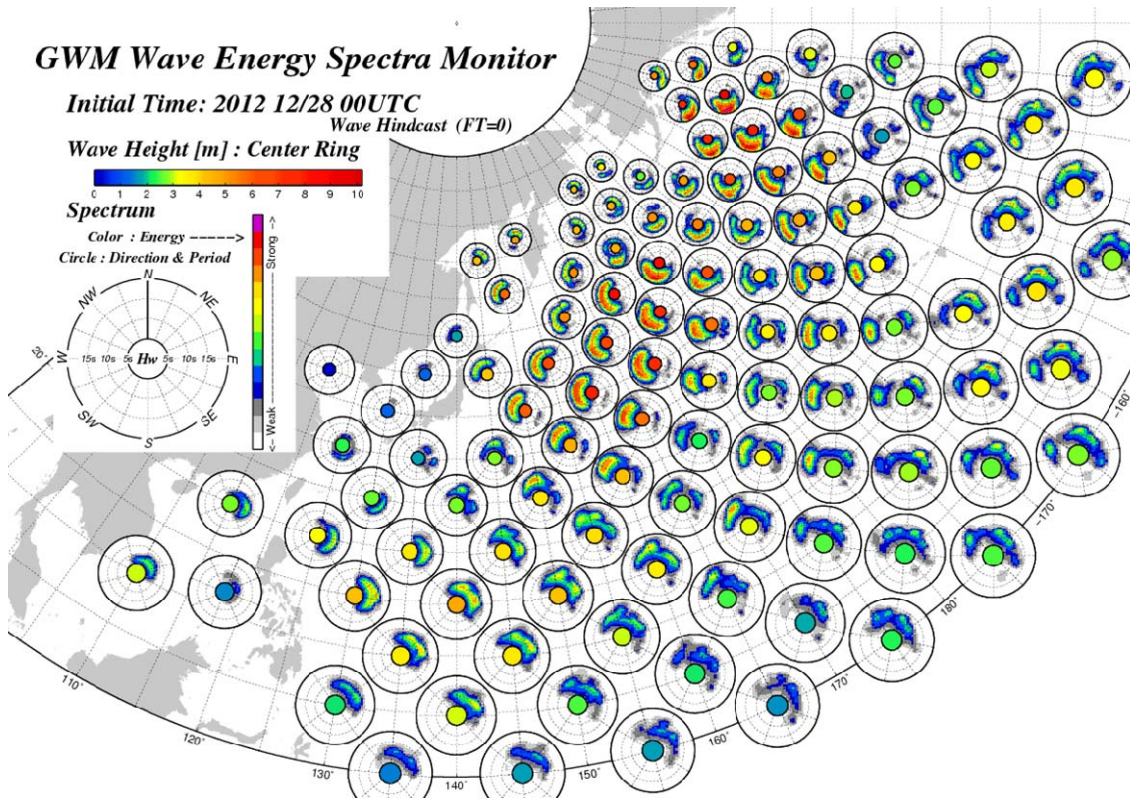 GWM Wave Energy Spectra Monitor
Initial Time: 2012 12/28 00UTC
Wave Hindcast (FT=0)
Wave Height [m] : Center Ring
0 1 2 3 4 5 6 7 8 9 10
Spectrum
Color : Energy ------>
Circle : Direction & Period
<- Weak ---------------- Strong ->
N
NW NE
W 15s 10s 5s Hw 5s 10s 15s E
SW SE
S
20°
110°
120°
130°
140°
150°
160°
170°
180°
-170°
-160°